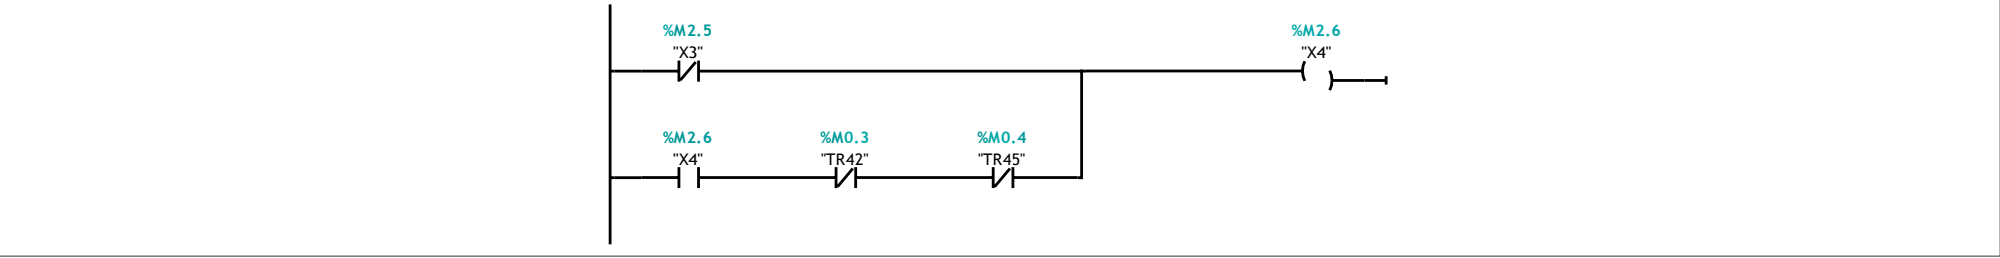 %M2.5 %M2.6
"X3" "X4"
%M2.6 %M0.3 %M0.4
"X4" "TR42" "TR45"